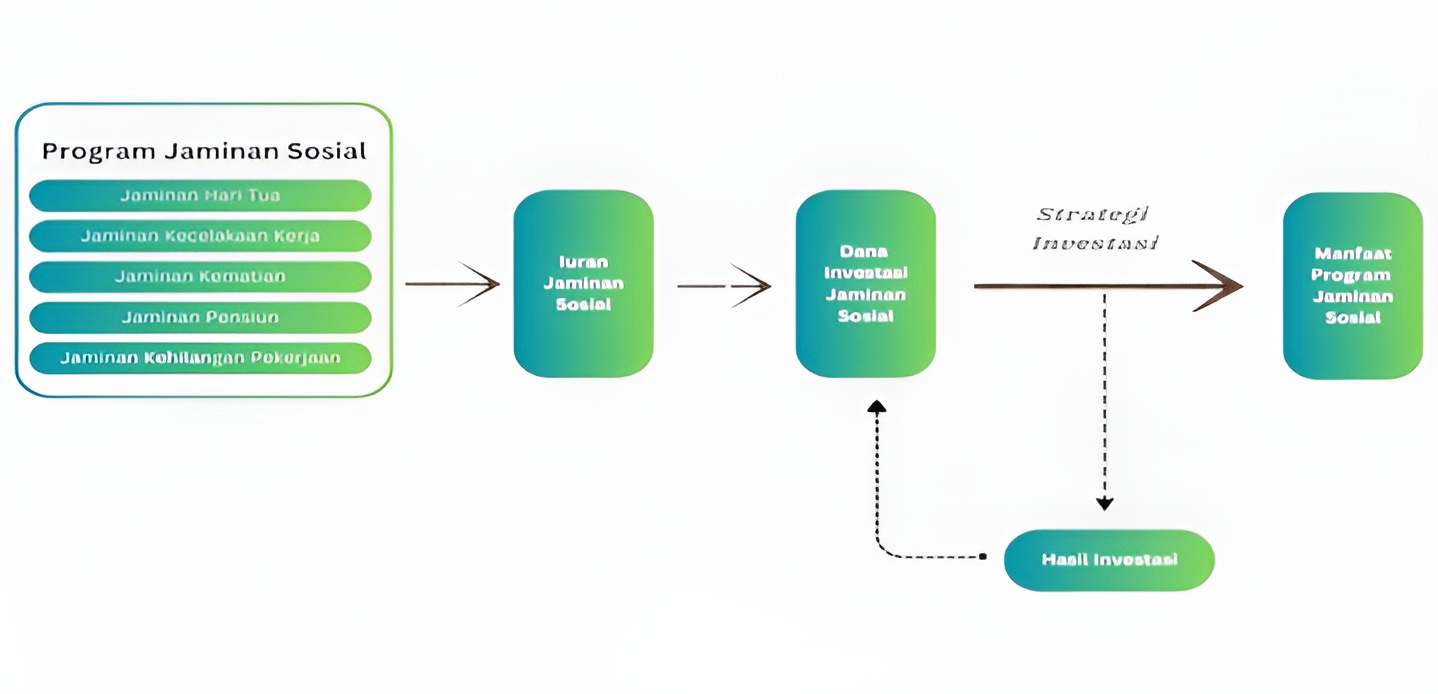 Program Jaminan Sosial
Jaminan Hari Tua
Jaminan Kecelakaan Kerja
Jaminan Kematian
Jaminan Pensiun
Jaminan Kehilangan Pekerjaan
Iuran
Jaminan
Sosial
Dana
Investasi
Jaminan
Sosial
Strategi
Investasi
Manfaat
Program
Jaminan
Sosial
Hasil Investasi